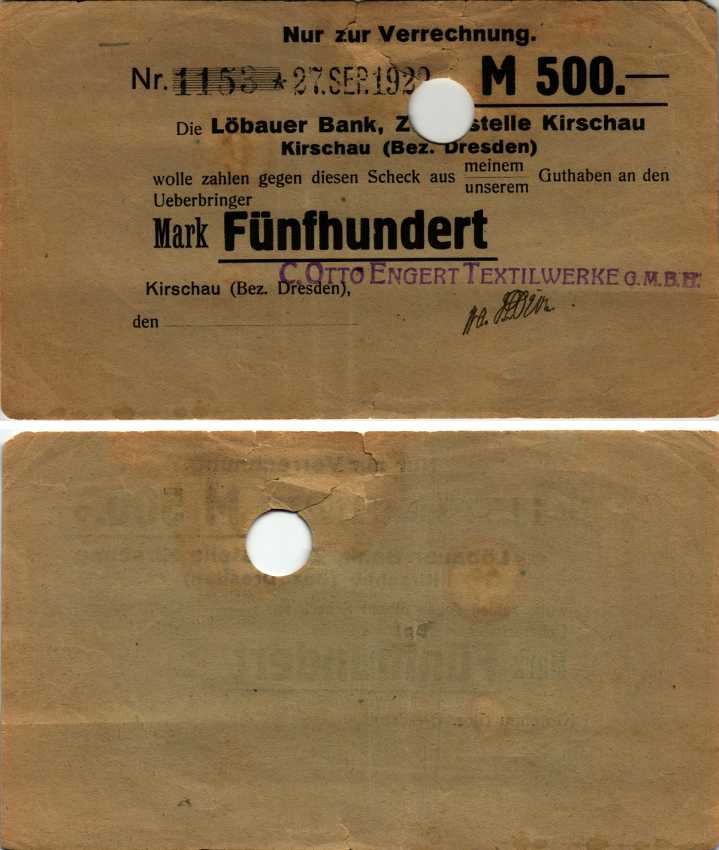 Nur zur Verrechnung.
Nr. 1153 * 27. SEP. 1922 M 500.—
Die Löbauer Bank, Z stelle Kirschau
Kirschau (Bez. Dresden)
wolle zahlen gegen diesen Scheck aus meinem unserem Guthaben an den
Ueberbringer
Mark Fünfhundert
C. OTTO ENGERT TEXTILWERKE G.M.B.H.
Kirschau (Bez. Dresden),
den